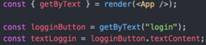 const { getByText } = render(<App />);
const logginButton = getByText("login");
const textLoggin = logginButton.textContent;